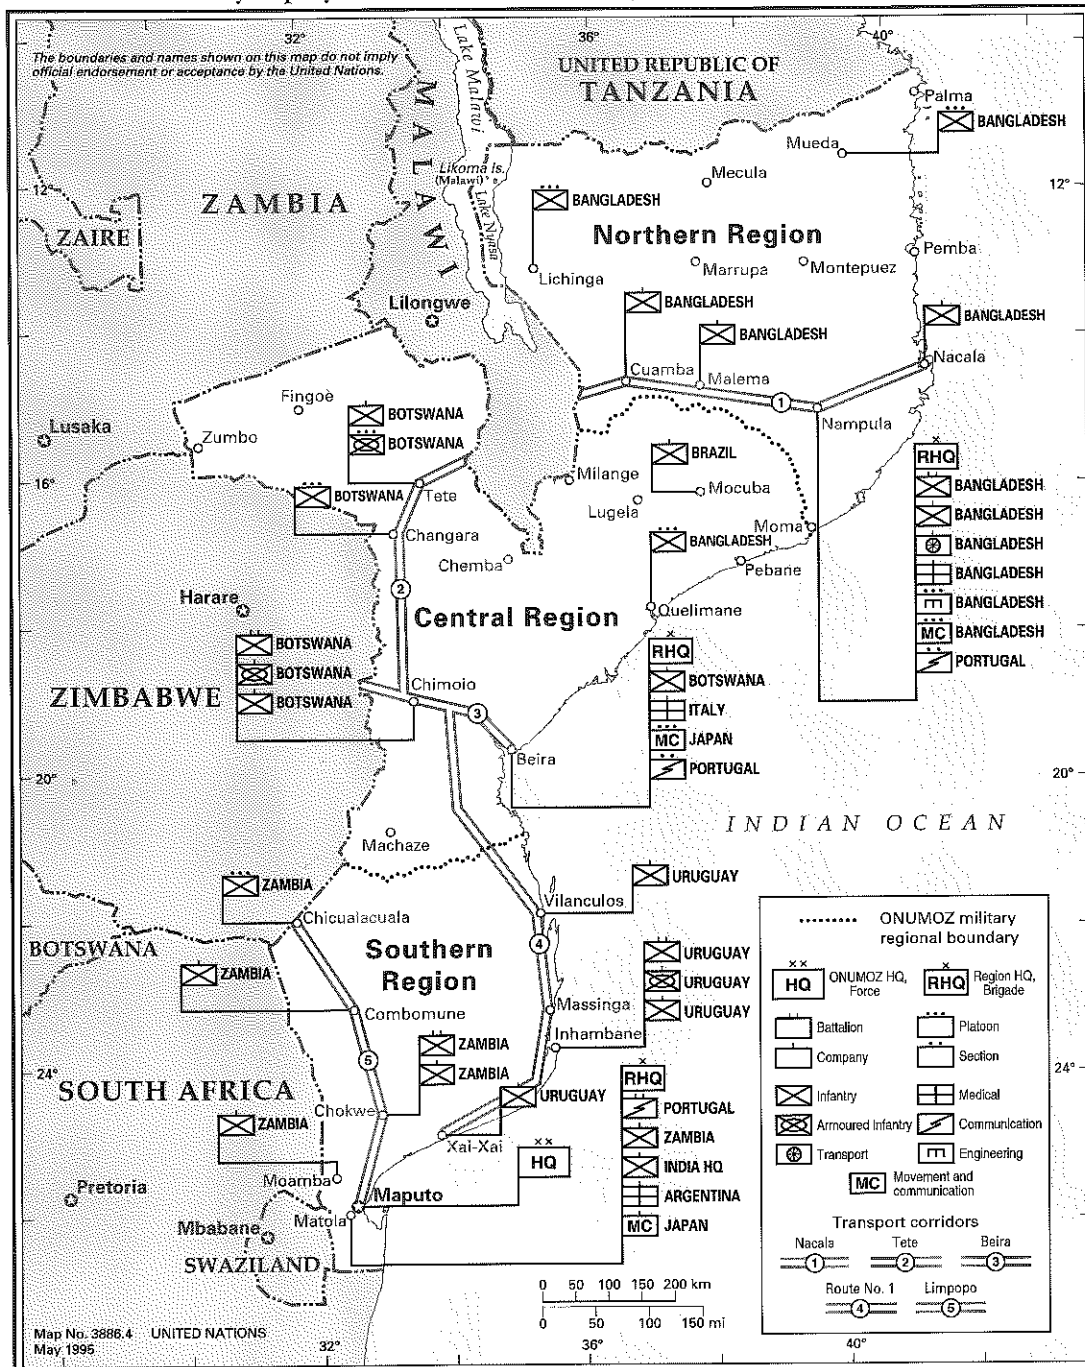 32°
36°
40°
The boundaries and names shown on this map do not imply
official endorsement or acceptance by the United Nations.
Lake Malawi
UNITED REPUBLIC OF
TANZANIA
MALAWI
Palma
BANGLADESH
Mueda
Likoma is.
(Malawi)
Mecula
12°
12°
ZAMBIA
BANGLADESH
Lake Nyasa
ZAIRE
Northern Region
Pemba
Lichinga
Marrupa
Montepuez
Lilongwe
BANGLADESH
BANGLADESH
BANGLADESH
Nacala
Cuamba
Malema
Fingoè
1
BOTSWANA
Nampula
Lusaka
Zumbo
BOTSWANA
BRAZIL
RHQ
Milange
16°
16°
BOTSWANA
Tete
Mocuba
BANGLADESH
Lugela
BANGLADESH
Moma
Changara
BANGLADESH
BANGLADESH
Chemba
Pebane
BANGLADESH
2
Harare
BANGLADESH
Quelimane
Central Region
MC
BANGLADESH
BOTSWANA
RHQ
PORTUGAL
BOTSWANA
BOTSWANA
ZIMBABWE
Chimoio
BOTSWANA
ITALY
3
MC
JAPAN
Beira
PORTUGAL
20°
20°
INDIAN OCEAN
Machaze
ZAMBIA
URUGUAY
Vilanculos
Chicualacuala
ONUMOZ military
regional boundary
4
BOTSWANA
Southern
Region
URUGUAY
ZAMBIA
URUGUAY
HQ
ONUMOZ HQ,
Force
RHQ
Region HQ,
Brigade
Massinga
URUGUAY
Combomune
Battalion
Platoon
Inhambane
ZAMBIA
Company
Section
5
ZAMBIA
24°
24°
SOUTH AFRICA
RHQ
Infantry
Medical
Chokwe
URUGUAY
PORTUGAL
ZAMBIA
Armoured Infantry
Communication
Xai-Xai
ZAMBIA
Transport
Engineering
HQ
INDIA HQ
Moamba
MC
Movement and
communication
Pretoria
Maputo
ARGENTINA
Matola
MC
JAPAN
Mbabane
Transport corridors
SWAZILAND
Nacala
Tete
Beira
1
2
3
0 50 100 150 200 km
Route No. 1
Limpopo
4
5
0 50 100 150 mi
Map No. 3886.4 UNITED NATIONS
May 1995
32°
36°
40°